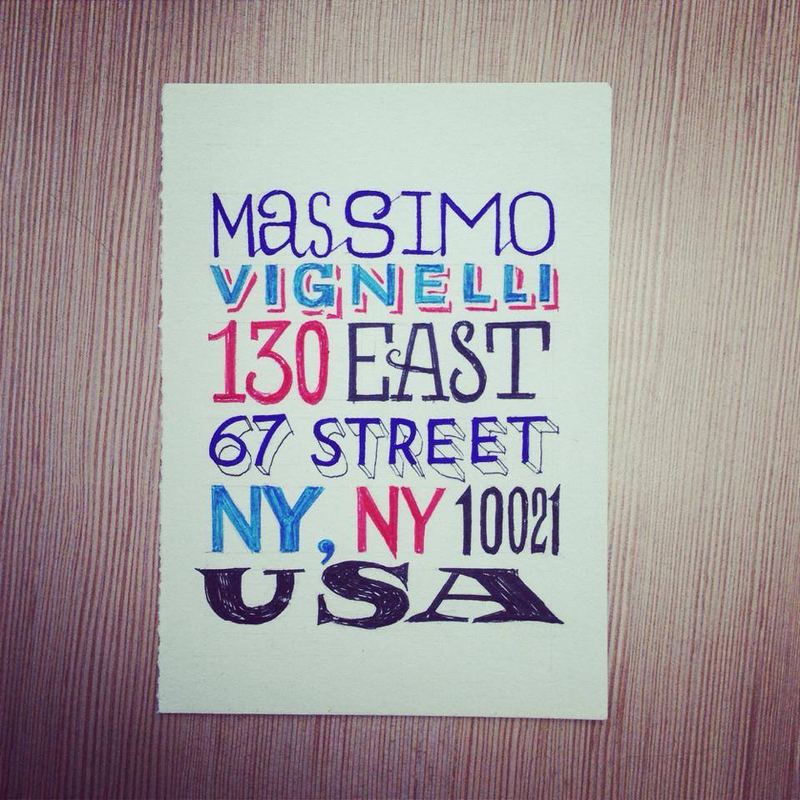 Massimo
VIGNELLI
130 EAST
67 STREET
NY, NY 10021
USA